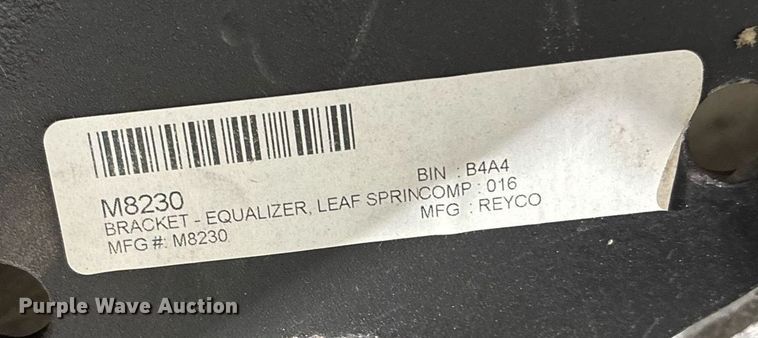 M8230
BIN : B4A4
BRACKET - EQUALIZER, LEAF SPRINCOMP : 016
MFG #: M8230
MFG : REYCO
Purple Wave Auction